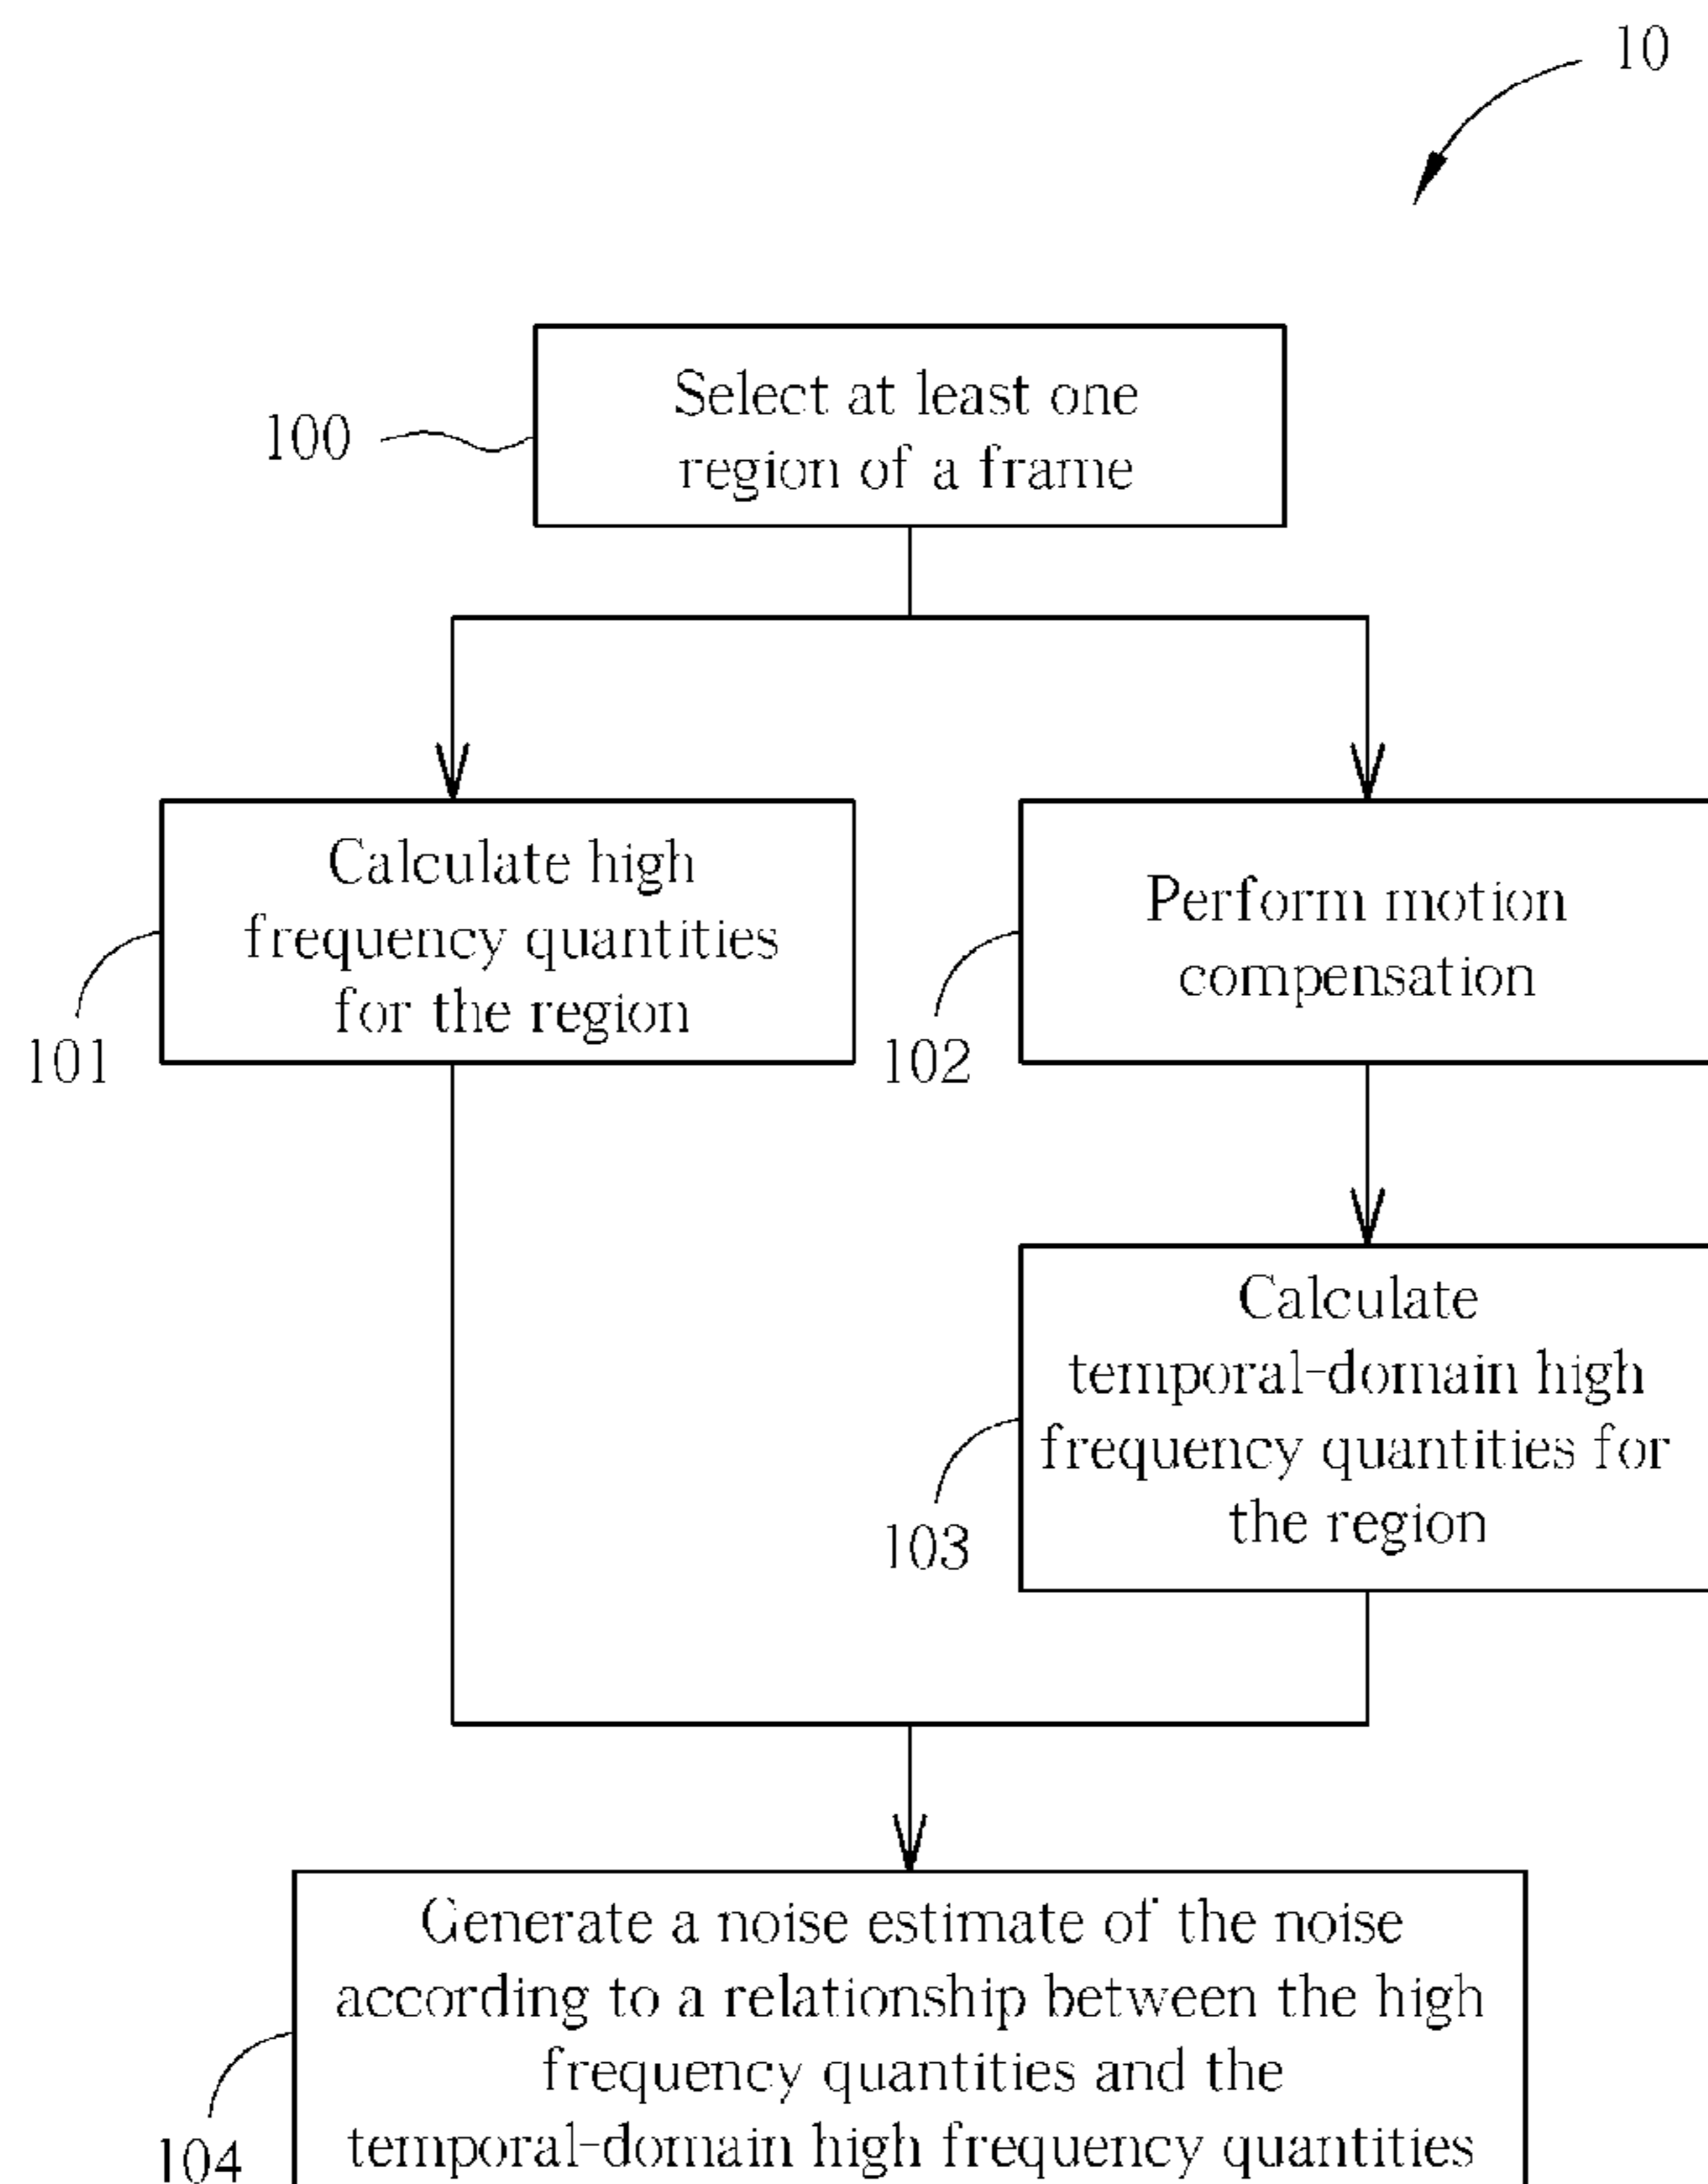 10
Select at least one
region of a frame
100
Calculate high
frequency quantities
for the region
101
Perform motion
compensation
102
Calculate
temporal-domain high
frequency quantities for
the region
103
Generate a noise estimate of the noise
according to a relationship between the high
frequency quantities and the
temporal-domain high frequency quantities
104